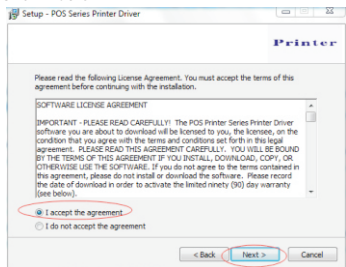 Setup - POS Series Printer Driver
Printer
Please read the following License Agreement. You must accept the terms of this
agreement before continuing with the installation.
SOFTWARE LICENSE AGREEMENT
IMPORTANT - PLEASE READ CAREFULLY! The POS Printer Series Printer Driver
software you are about to download will be licensed to you, the licensee, on the
condition that you agree with the terms and conditions set forth in this legal
agreement. PLEASE READ THIS AGREEMENT CAREFULLY. YOU WILL BE BOUND
BY THE TERMS OF THIS AGREEMENT IF YOU INSTALL, DOWNLOAD, COPY, OR
OTHERWISE USE THE SOFTWARE. If you do not agree to the terms contained in
this agreement, please do not install or download the software. Please record
the date of download in order to activate the limited ninety (90) day warranty
(see below).
I accept the agreement
I do not accept the agreement
< Back
Next >
Cancel